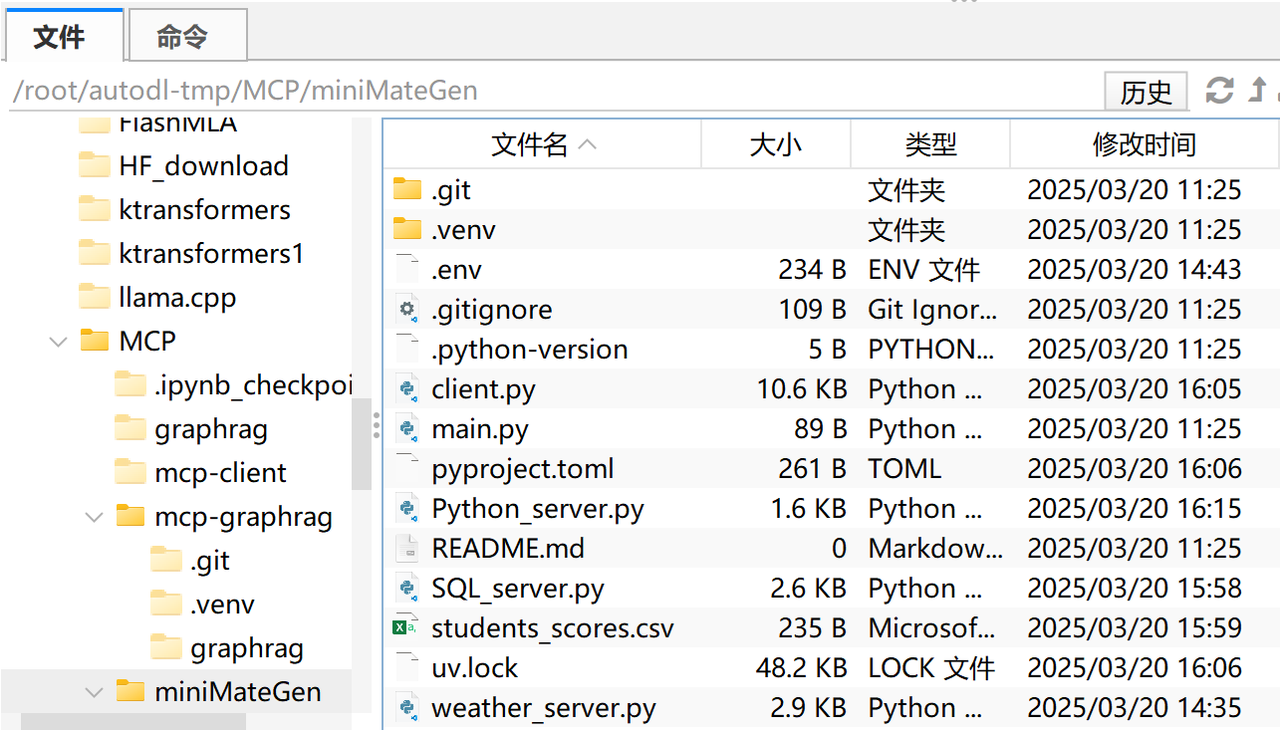 文件 命令
/root/autodl-tmp/MCP/miniMateGen 历史
FlashMLA
HF_download
ktransformers
ktransformers1
llama.cpp
MCP
.ipynb_checkpoi
graphrag
mcp-client
mcp-graphrag
.git
.venv
graphrag
miniMateGen
文件名 大小 类型 修改时间
.git 文件夹 2025/03/20 11:25
.venv 文件夹 2025/03/20 11:25
.env 234 B ENV 文件 2025/03/20 14:43
.gitignore 109 B Git Ignor... 2025/03/20 11:25
.python-version 5 B PYTHON... 2025/03/20 11:25
client.py 10.6 KB Python ... 2025/03/20 16:05
main.py 89 B Python ... 2025/03/20 11:25
pyproject.toml 261 B TOML 2025/03/20 16:06
Python_server.py 1.6 KB Python ... 2025/03/20 16:15
README.md 0 Markdow... 2025/03/20 11:25
SQL_server.py 2.6 KB Python ... 2025/03/20 15:58
students_scores.csv 235 B Microsof... 2025/03/20 15:59
uv.lock 48.2 KB LOCK 文件 2025/03/20 16:06
weather_server.py 2.9 KB Python ... 2025/03/20 14:35